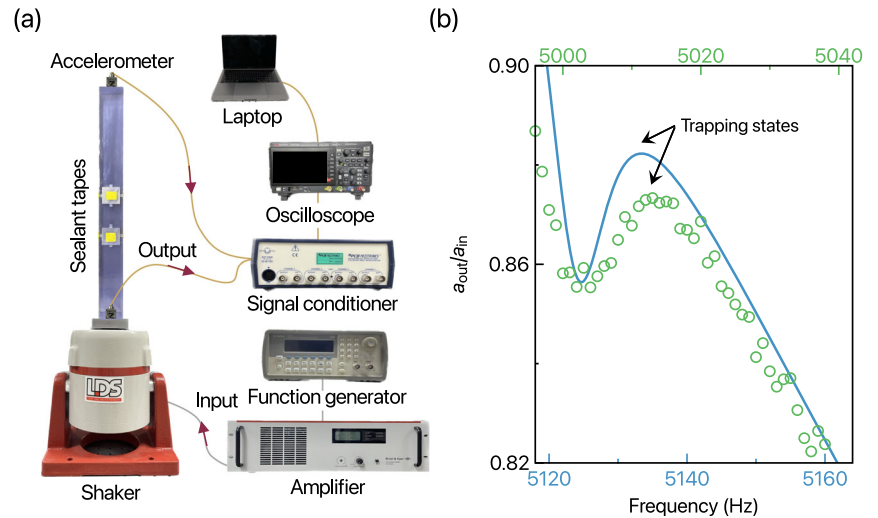 (a)
Accelerometer
Laptop
Sealant tapes
Oscilloscope
Output
Signal conditioner
LDS
Input
Function generator
Shaker
Amplifier
(b)
5000
5020
5040
0.90
Trapping states
0.86
a_out/a_in
0.82
5120
5140
5160
Frequency (Hz)